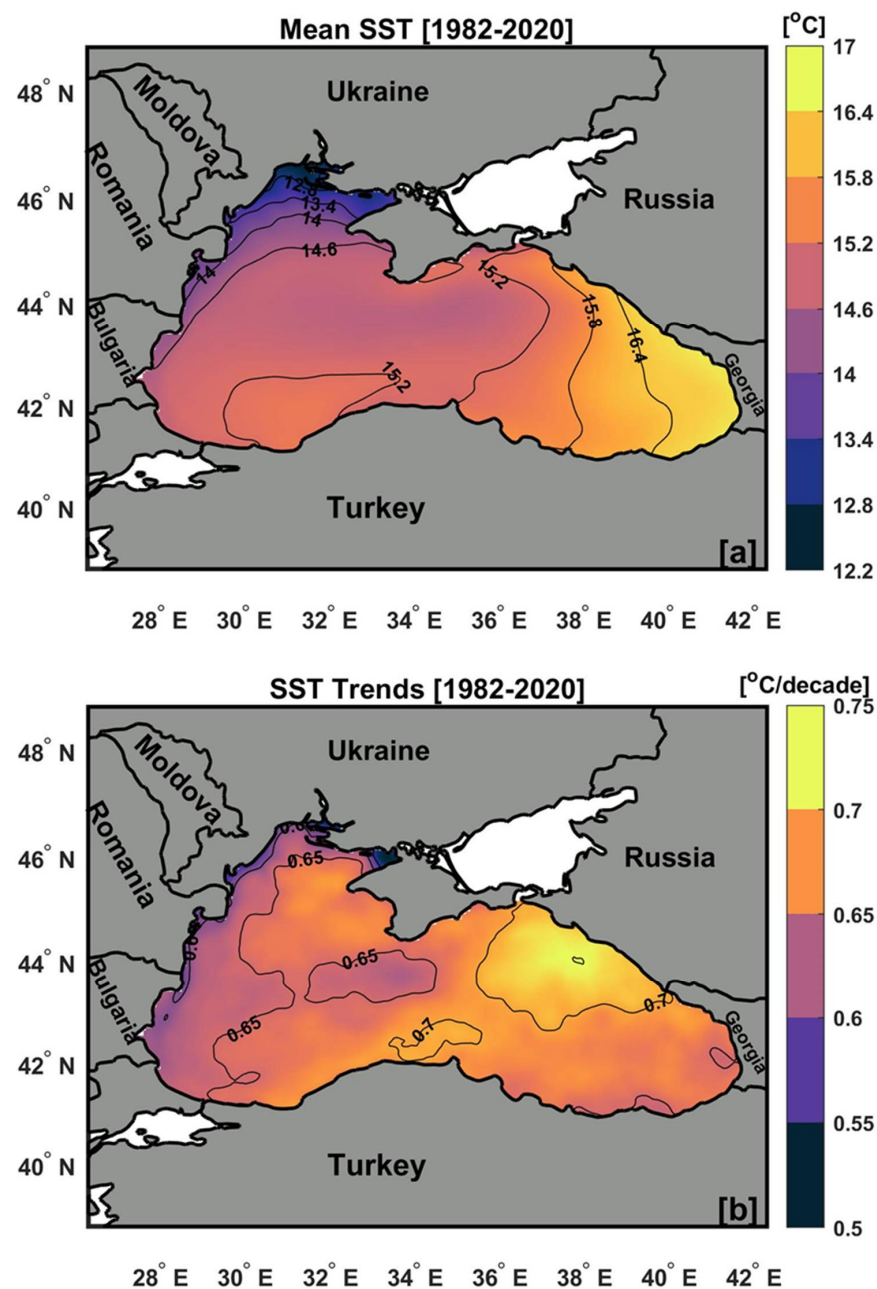 Mean SST [1982-2020]
[°C]
48° N
46° N
44° N
42° N
40° N
Ukraine
Moldova
Romania
Russia
Bulgaria
Georgia
Turkey
12.8
13.4
14
14.6
14
15.2
15.2
15.8
16.4
[a]
17
16.4
15.8
15.2
14.6
14
13.4
12.8
12.2
28° E 30° E 32° E 34° E 36° E 38° E 40° E 42° E
SST Trends [1982-2020]
[°C/decade]
48° N
46° N
44° N
42° N
40° N
Ukraine
Moldova
Romania
Russia
Bulgaria
Georgia
Turkey
0.65
0.65
0.65
0.7
0.7
[b]
0.75
0.7
0.65
0.6
0.55
0.5
28° E 30° E 32° E 34° E 36° E 38° E 40° E 42° E